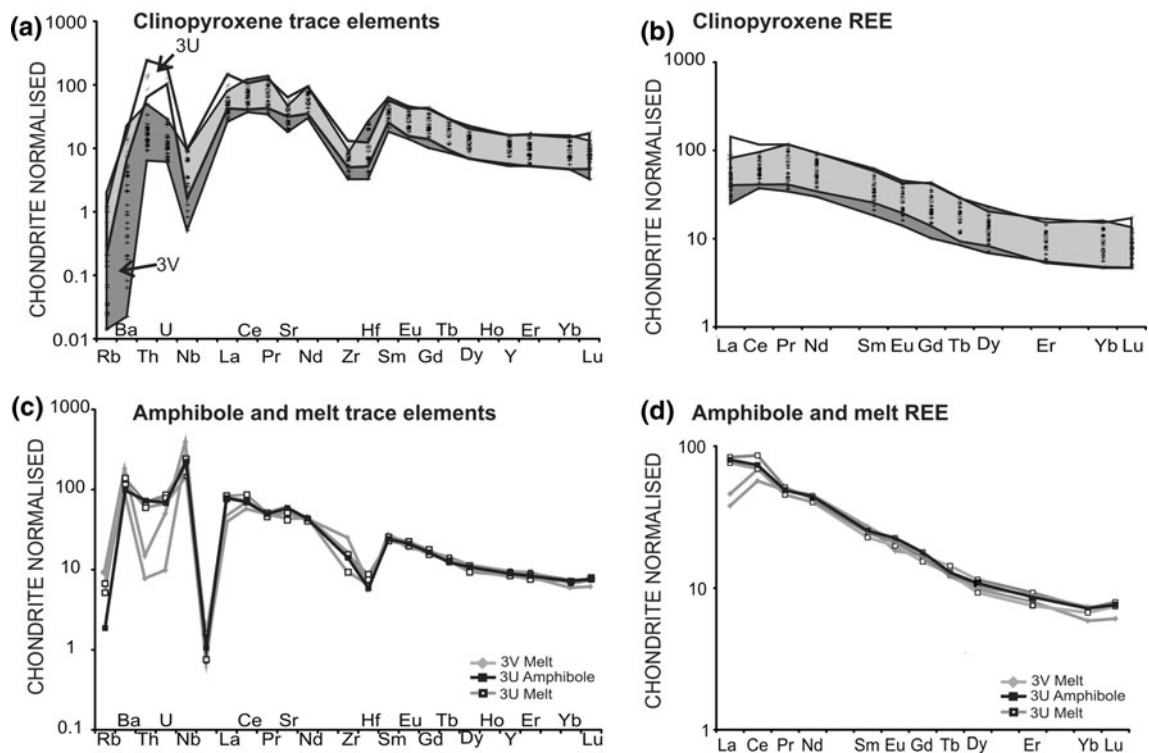 (a) Clinopyroxene trace elements
1000
100
10
1
0.1
0.01
CHONDRITE NORMALISED
3U
3V
Ba U Ce Sr Hf Eu Tb Ho Er Yb
Rb Th Nb La Pr Nd Zr Sm Gd Dy Y Lu
(b) Clinopyroxene REE
1000
100
10
1
CHONDRITE NORMALISED
La Ce Pr Nd Sm Eu Gd Tb Dy Er Yb Lu
(c) Amphibole and melt trace elements
1000
100
10
1
0.1
CHONDRITE NORMALISED
3V Melt
3U Amphibole
3U Melt
Ba U Ce Sr Hf Eu Tb Ho Er Yb
Rb Th Nb La Pr Nd Zr Sm Gd Dy Y Lu
(d) Amphibole and melt REE
100
10
1
CHONDRITE NORMALISED
3V Melt
3U Amphibole
3U Melt
La Ce Pr Nd Sm Eu Gd Tb Dy Er Yb Lu